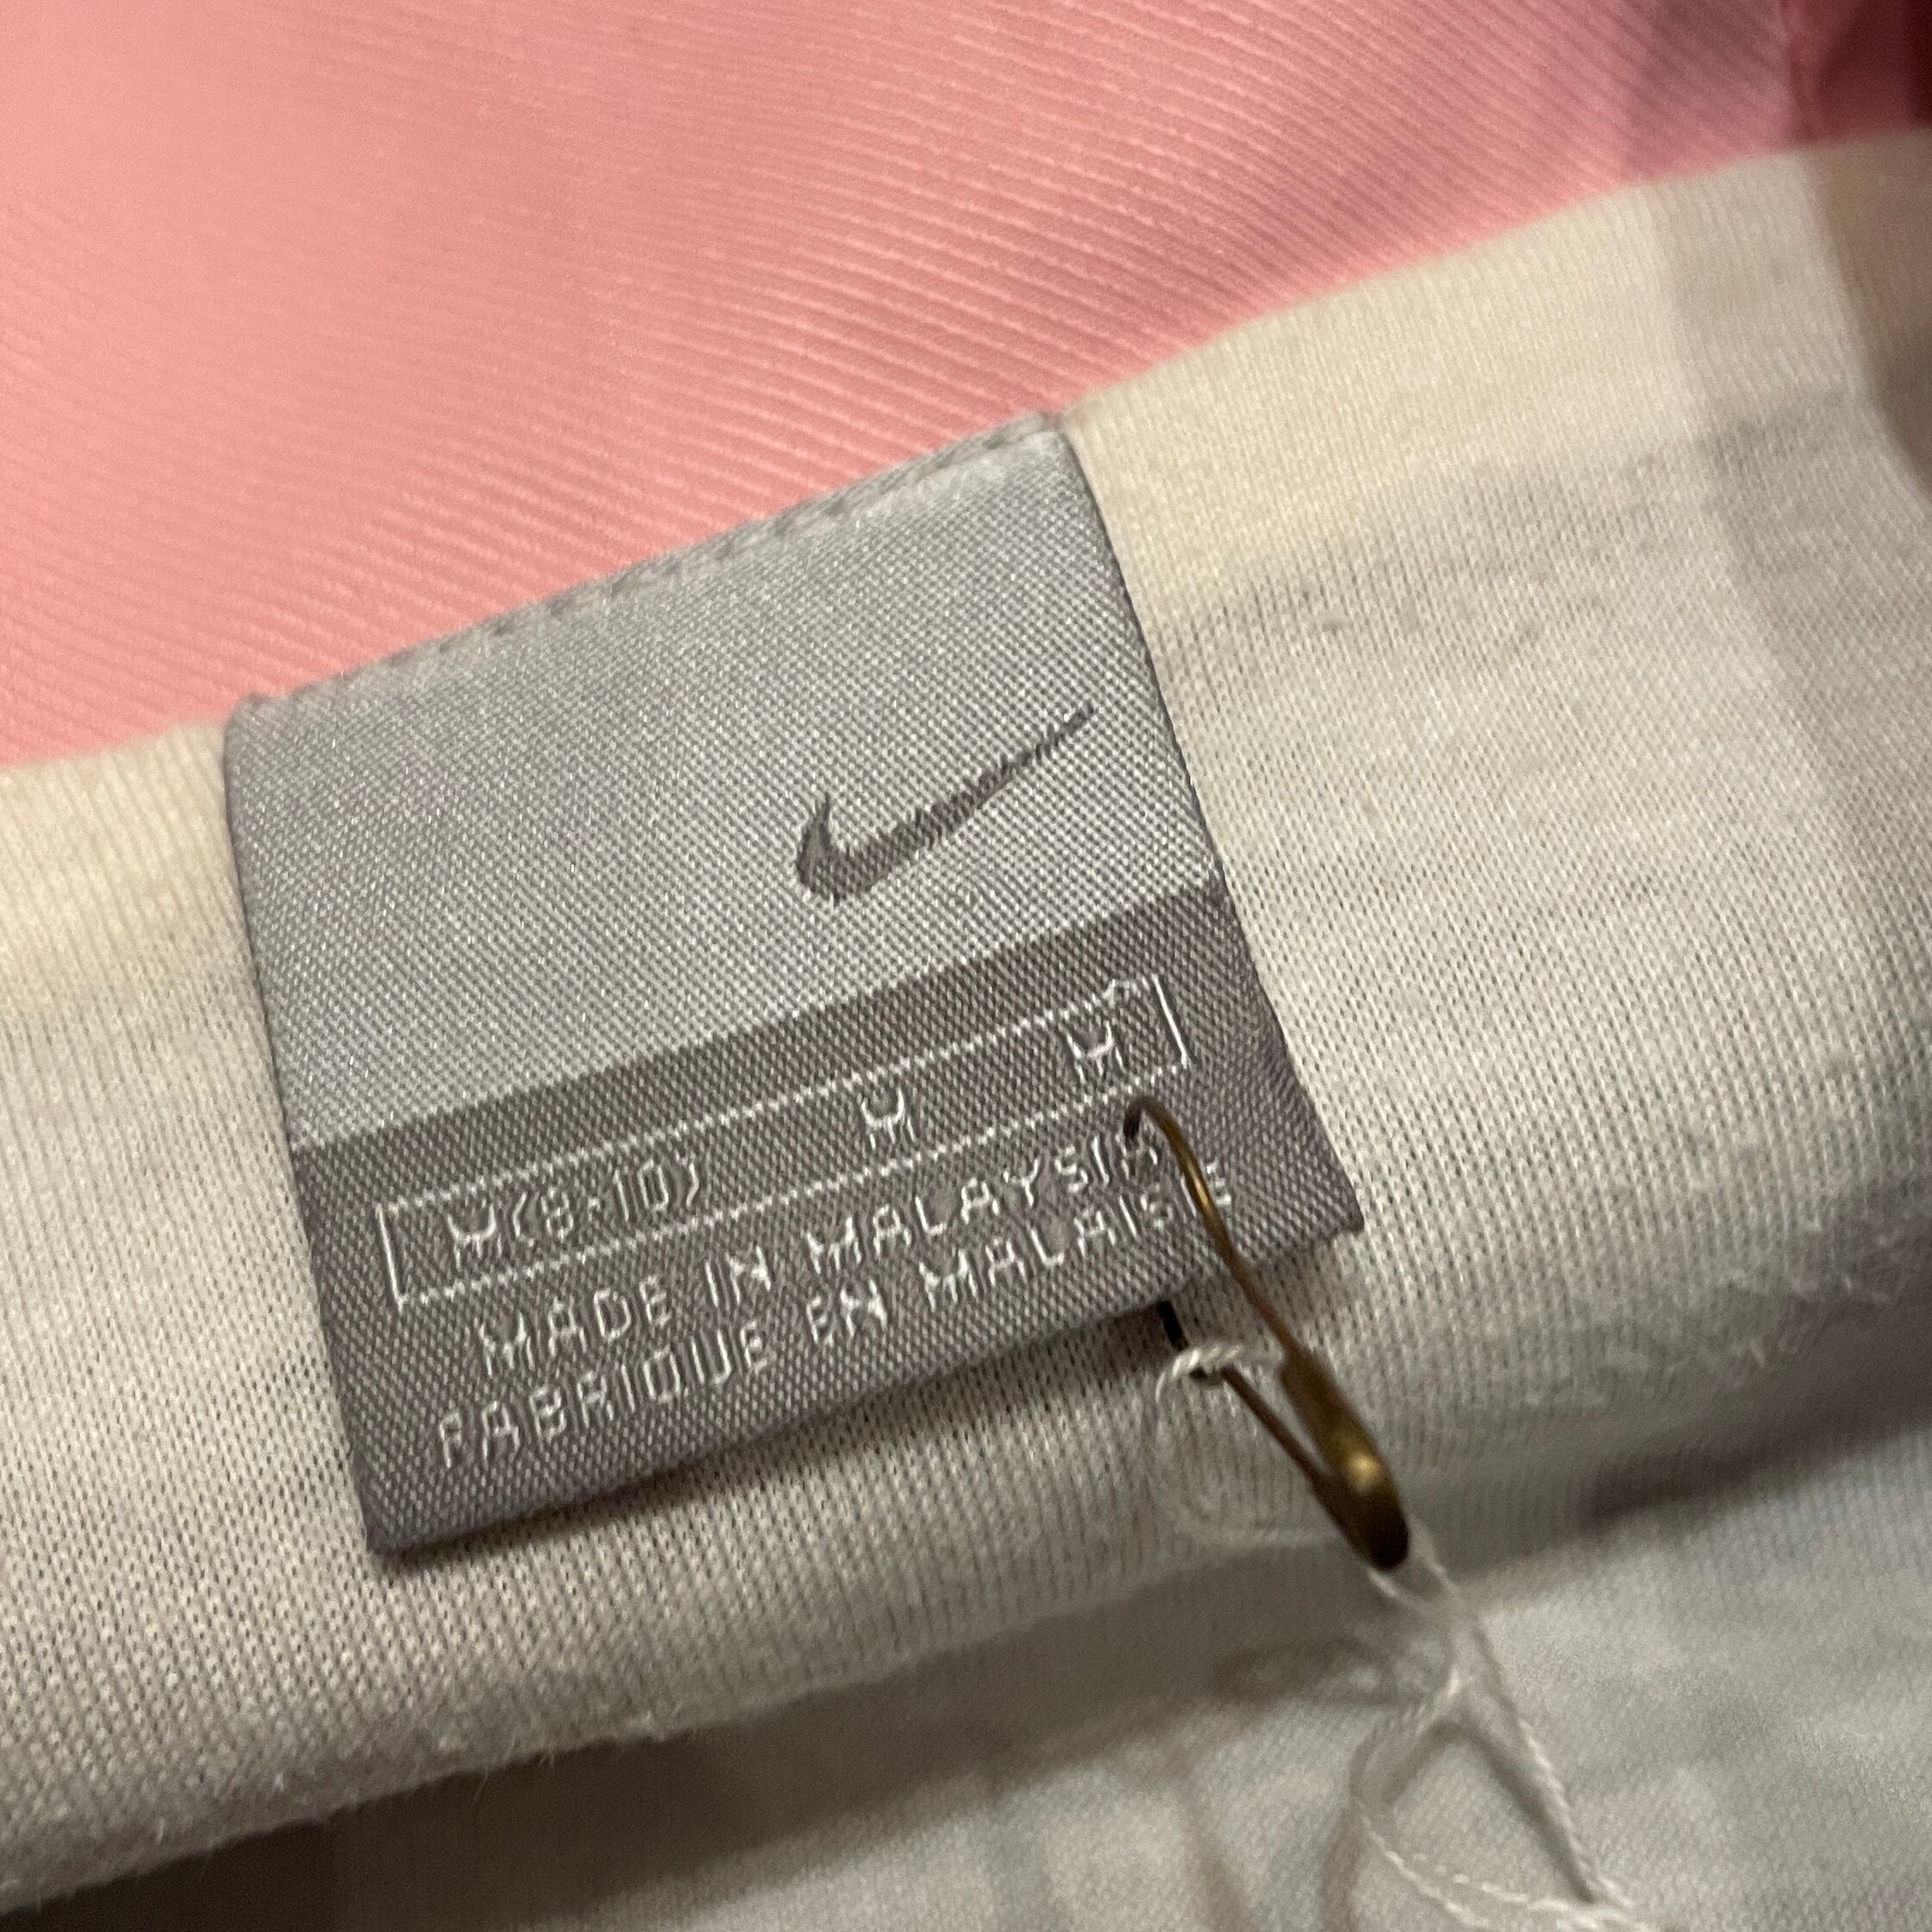 M(8-10) M M
MADE IN MALAYSIA
FABRIQUE EN MALAISIE